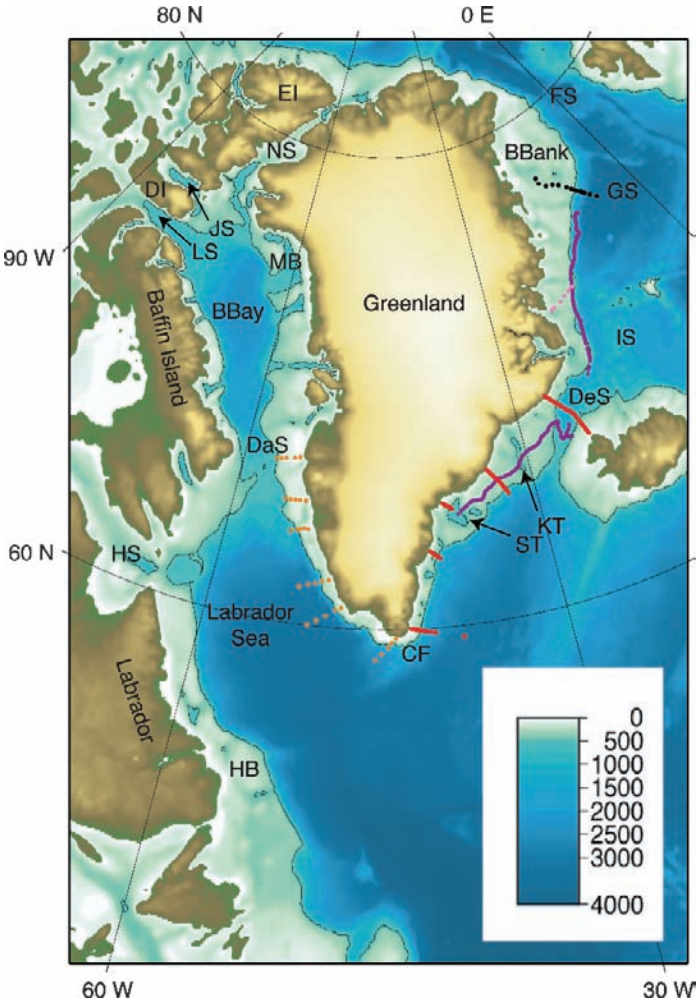 80 N
0 E
EI
FS
NS
BBank
DI
GS
JS
LS
90 W
MB
Baffin Island
BBay
Greenland
IS
DeS
DaS
KT
ST
60 N
HS
Labrador
Sea
CF
Labrador
HB
0
500
1000
1500
2000
2500
3000
4000
60 W
30 W